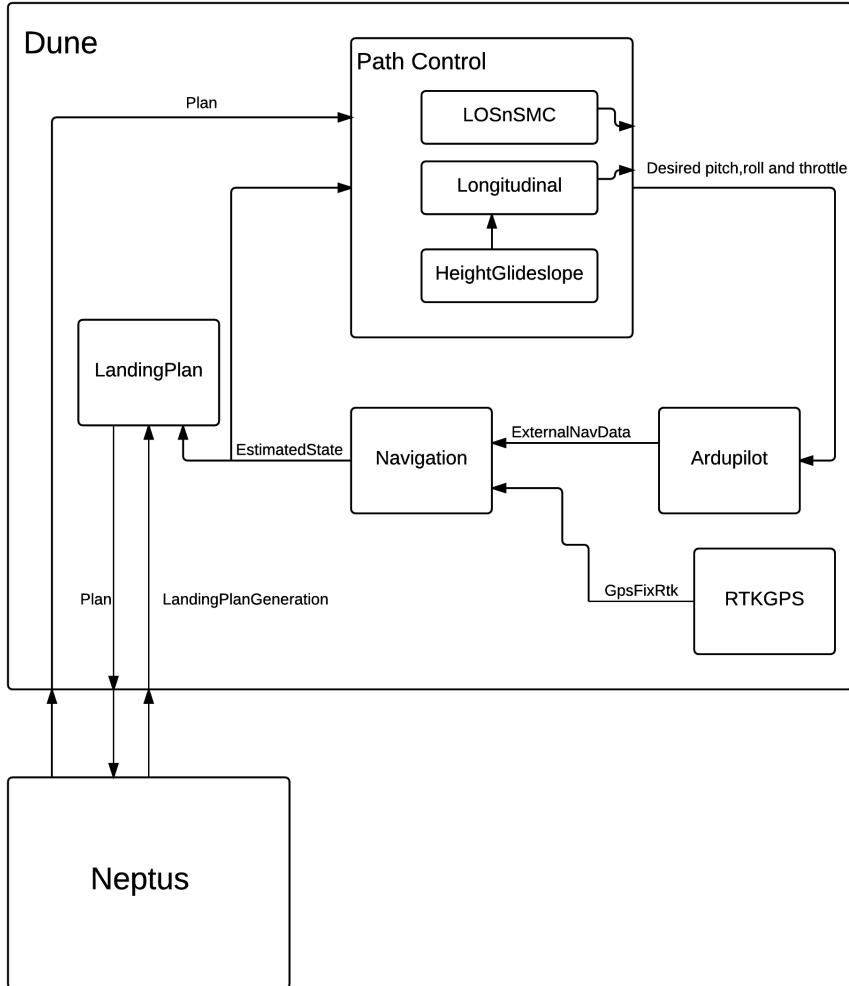 Dune
Path Control
Plan
LOSnSMC
Desired pitch,roll and throttle
Longitudinal
HeightGlideslope
LandingPlan
EstimatedState
Navigation
ExternalNavData
Ardupilot
Plan
LandingPlanGeneration
GpsFixRtk
RTKGPS
Neptus